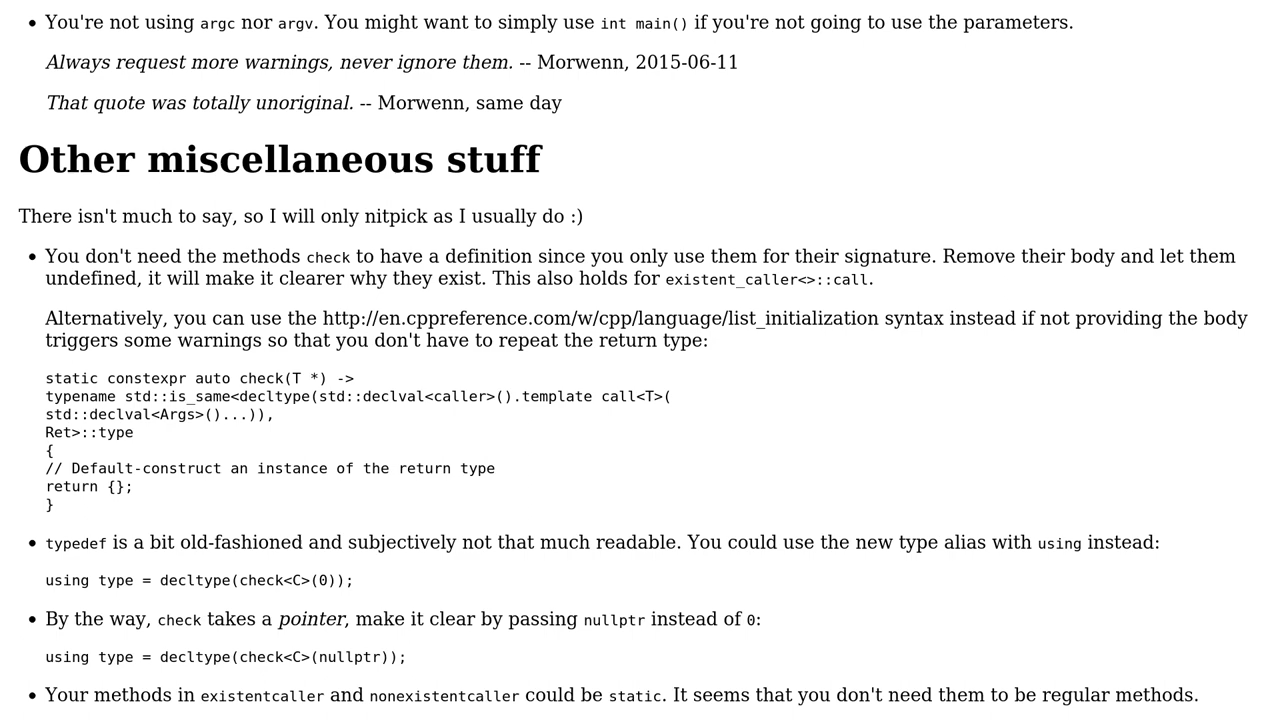 • You're not using argc nor argv. You might want to simply use int main() if you're not going to use the parameters.
Always request more warnings, never ignore them. -- Morwenn, 2015-06-11
That quote was totally unoriginal. -- Morwenn, same day
Other miscellaneous stuff
There isn't much to say, so I will only nitpick as I usually do :)
• You don't need the methods check to have a definition since you only use them for their signature. Remove their body and let them
undefined, it will make it clearer why they exist. This also holds for existent_caller<>::call.
Alternatively, you can use the http://en.cppreference.com/w/cpp/language/list_initialization syntax instead if not providing the body
triggers some warnings so that you don't have to repeat the return type:
static constexpr auto check(T *) ->
typename std::is_same<decltype(std::declval<caller>().template call<T>(
std::declval<Args>()...)),
Ret>::type
{
// Default-construct an instance of the return type
return {};
}
• typedef is a bit old-fashioned and subjectively not that much readable. You could use the new type alias with using instead:
using type = decltype(check<C>(0));
• By the way, check takes a pointer, make it clear by passing nullptr instead of 0:
using type = decltype(check<C>(nullptr));
• Your methods in existentcaller and nonexistentcaller could be static. It seems that you don't need them to be regular methods.